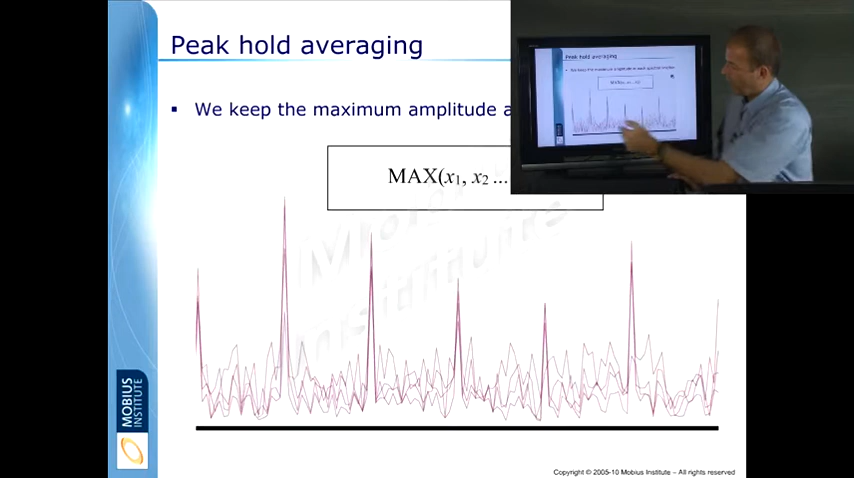 Peak hold averaging
▪ We keep the maximum amplitude a
MAX(x1, x2 ...
Peak hold averaging
MOBIUS
INSTITUTE
Copyright © 2005-10 Mobius Institute – All rights reserved